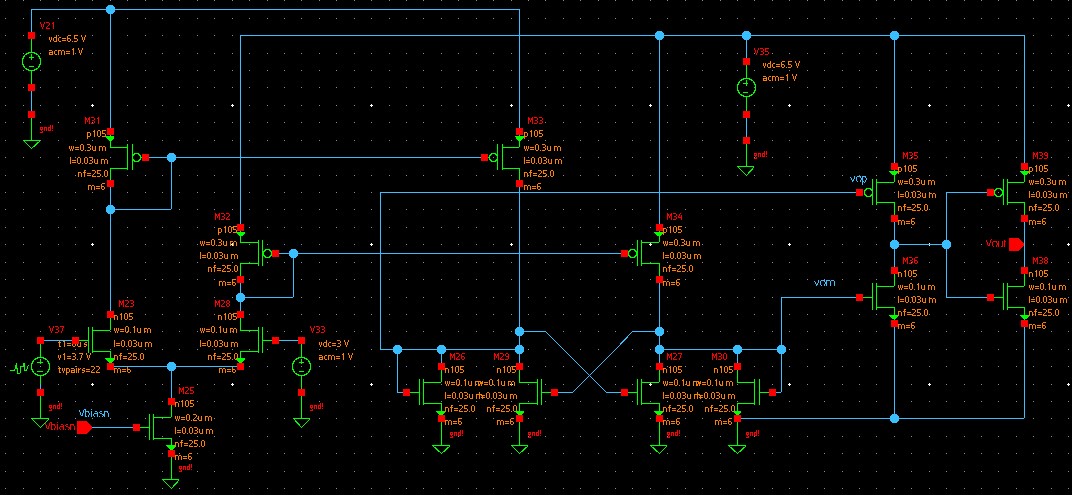 V21
vdc=6.5 V
acm=1 V
gnd!
M31
p105
w=0.3u m
l=0.03u m
nf=25.0
m=6
M33
p105
w=0.3u m
l=0.03u m
nf=25.0
m=6
V35
vdc=6.5 V
acm=1 V
gnd!
M32
p105
w=0.3u m
l=0.03u m
nf=25.0
m=6
M34
p105
w=0.3u m
l=0.03u m
nf=25.0
m=6
vop
M35
p105
w=0.3u m
l=0.03u m
nf=25.0
m=6
M39
p105
w=0.3u m
l=0.03u m
nf=25.0
m=6
Vout
vom
M36
n105
w=0.1u m
l=0.03u m
nf=25.0
m=6
M38
n105
w=0.1u m
l=0.03u m
nf=25.0
m=6
V37
v1=3.7 V
tvpairs=22
gnd!
M23
n105
w=0.1u m
l=0.03u m
nf=25.0
m=6
M28
n105
w=0.1u m
l=0.03u m
nf=25.0
m=6
V33
vdc=3 V
acm=1 V
gnd!
M26
n105
w=0.1u m
l=0.03u m
nf=25.0
m=6
gnd!
M29
n105
w=0.1u m
l=0.03u m
nf=25.0
m=6
gnd!
M27
n105
w=0.1u m
l=0.03u m
nf=25.0
m=6
gnd!
M30
n105
w=0.1u m
l=0.03u m
nf=25.0
m=6
gnd!
Vbiasn
Vbiasn
M25
n105
w=0.2u m
l=0.03u m
nf=25.0
m=6
gnd!